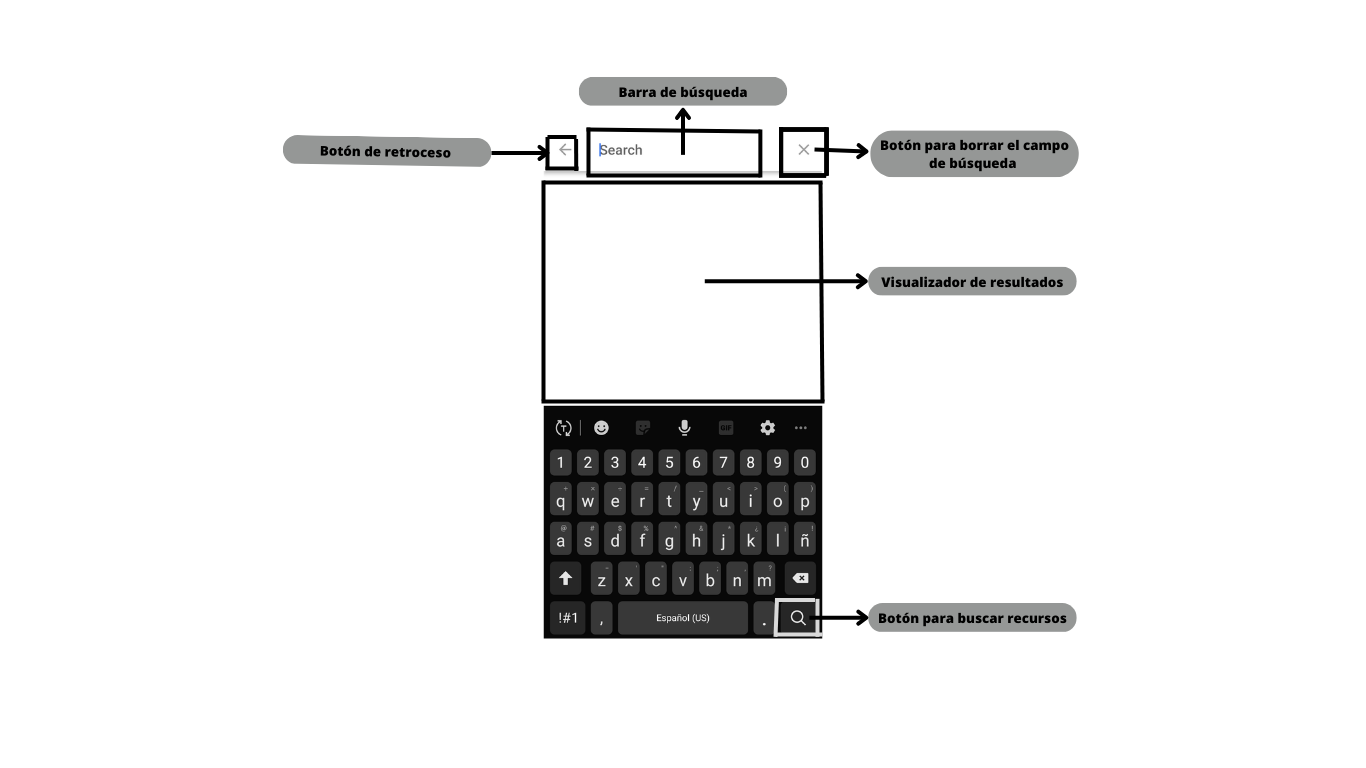 Barra de búsqueda
Botón de retroceso
Search
Botón para borrar el campo
de búsqueda
Visualizador de resultados
GIF
1 2 3 4 5 6 7 8 9 0
q w e r t y u i o p
a s d f g h j k l ñ
z x c v b n m
!#1 , Español (US) .
Botón para buscar recursos